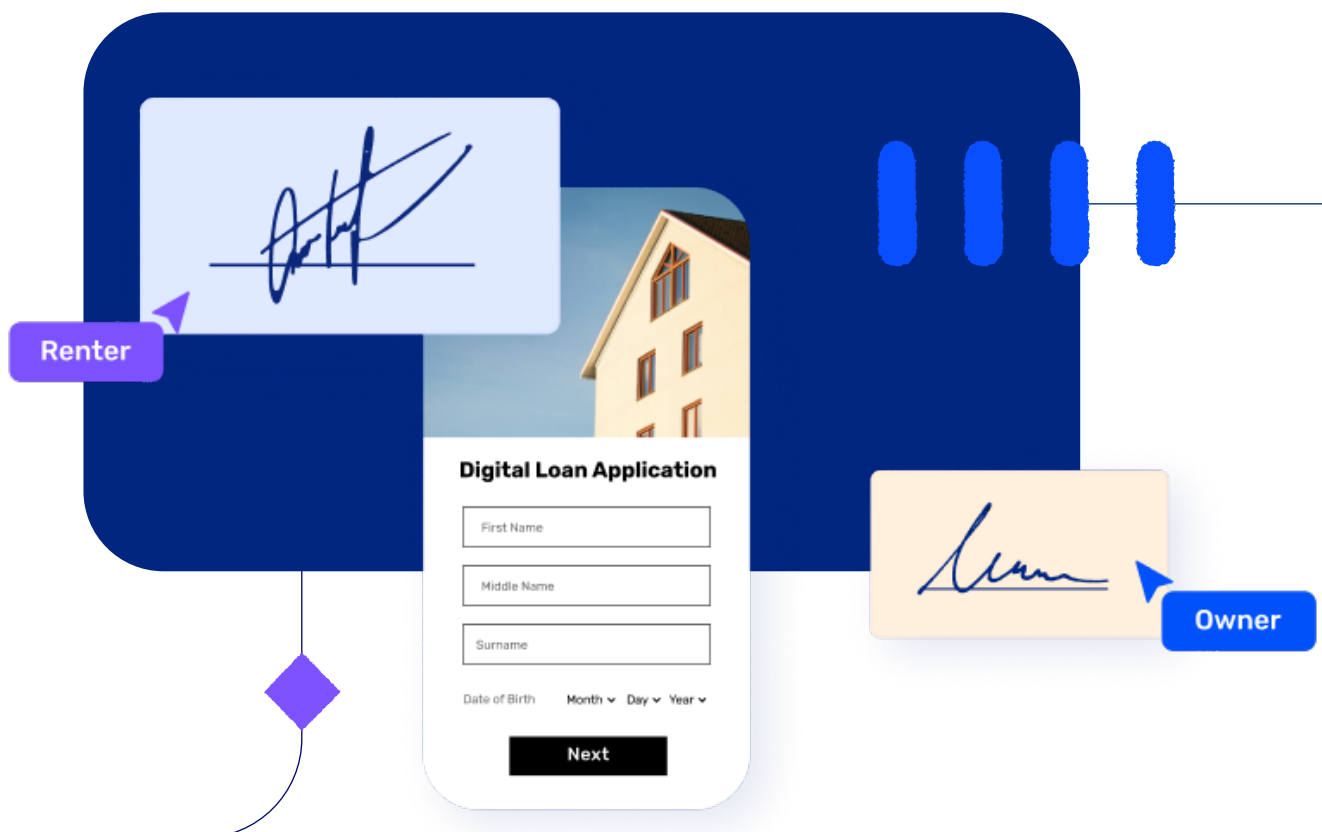 Renter
Digital Loan Application
First Name
Middle Name
Surname
Date of Birth Month Day Year
Next
Owner